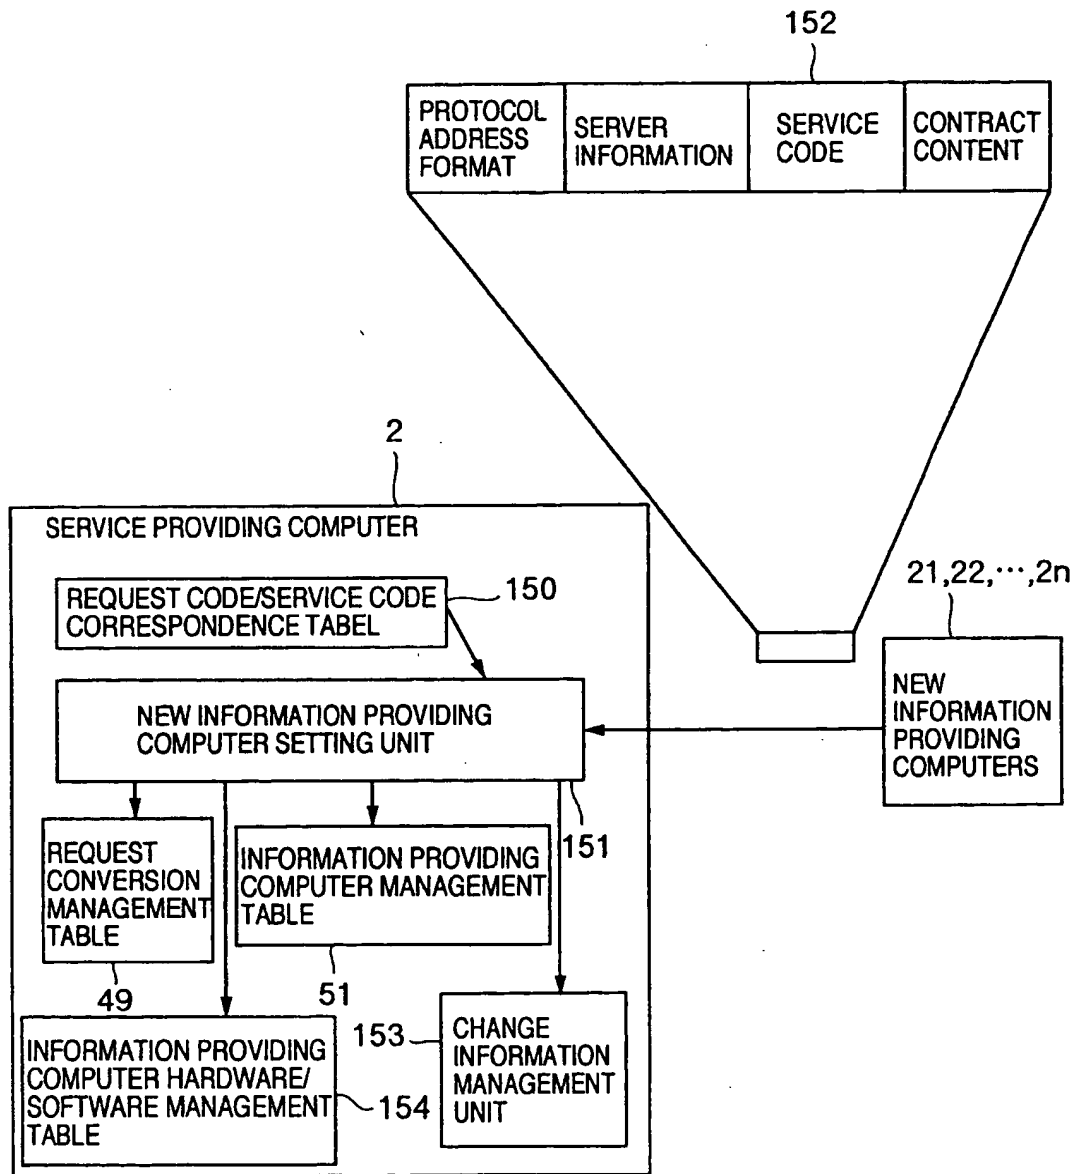 152
PROTOCOL
ADDRESS
FORMAT
SERVER
INFORMATION
SERVICE
CODE
CONTRACT
CONTENT
2
SERVICE PROVIDING COMPUTER
REQUEST CODE/SERVICE CODE
CORRESPONDENCE TABEL
150
21,22,···,2n
NEW
INFORMATION
PROVIDING
COMPUTERS
NEW INFORMATION PROVIDING
COMPUTER SETTING UNIT
151
REQUEST
CONVERSION
MANAGEMENT
TABLE
49
INFORMATION PROVIDING
COMPUTER MANAGEMENT
TABLE
51
INFORMATION PROVIDING
COMPUTER HARDWARE/
SOFTWARE MANAGEMENT
TABLE
154
153
CHANGE
INFORMATION
MANAGEMENT
UNIT